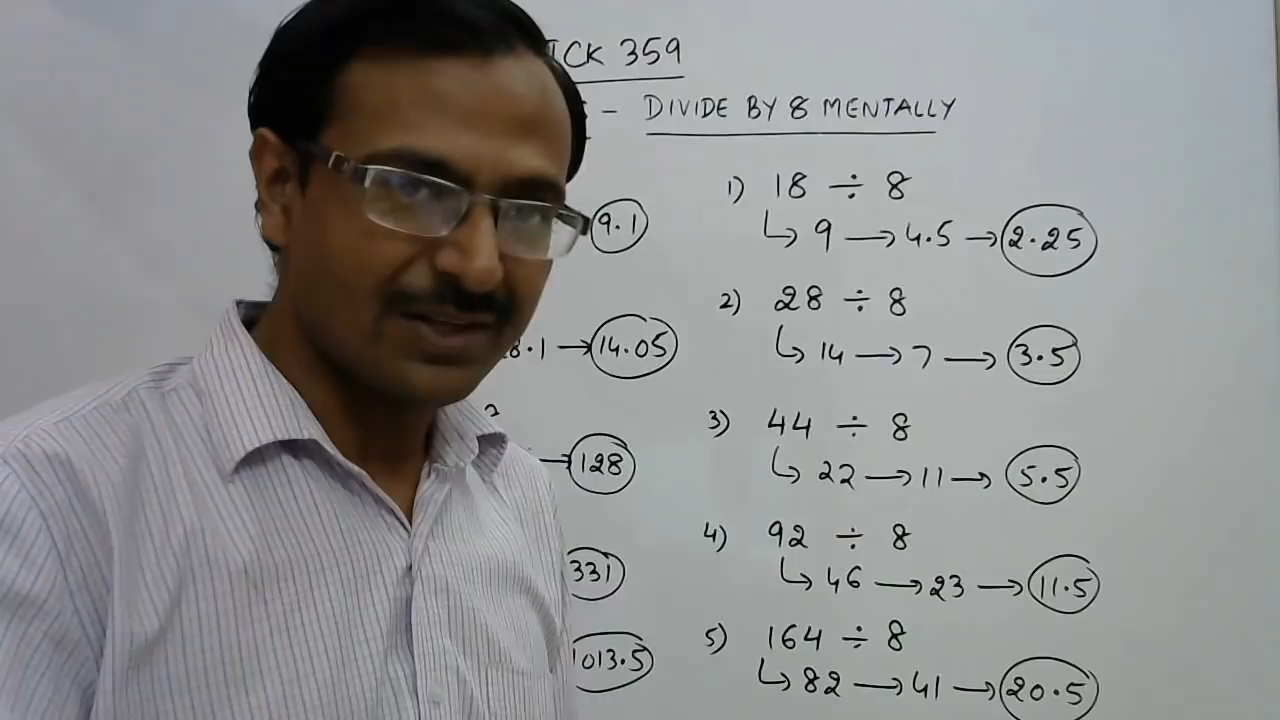 ICK 359
- DIVIDE BY 8 MENTALLY
9.1
8.1 → 14.05
2
→ 128
331
1013.5
1) 18 ÷ 8
↳ 9 → 4.5 → 2.25
2) 28 ÷ 8
↳ 14 → 7 → 3.5
3) 44 ÷ 8
↳ 22 → 11 → 5.5
4) 92 ÷ 8
↳ 46 → 23 → 11.5
5) 164 ÷ 8
↳ 82 → 41 → 20.5